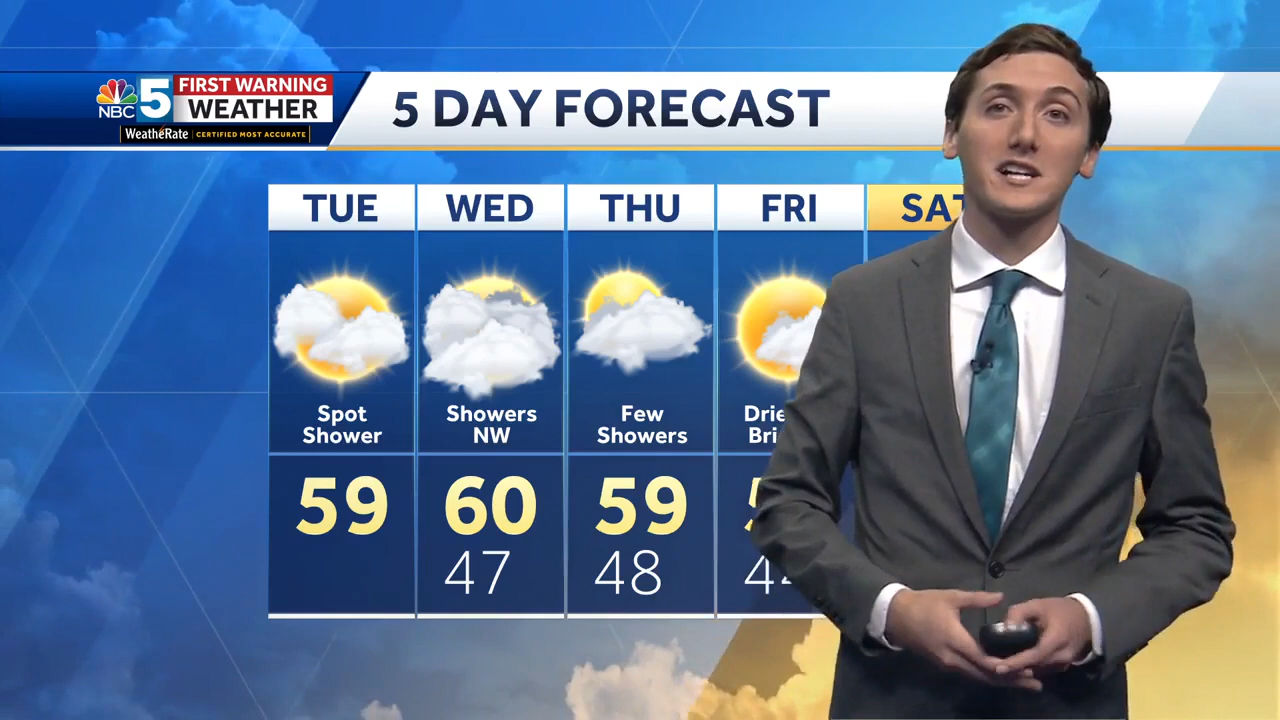 NBC 5 FIRST WARNING
WEATHER
WeatheRate CERTIFIED MOST ACCURATE
5 DAY FORECAST
TUE WED THU FRI SAT
Spot Showers Few
Shower NW Showers
59 60 59
47 48